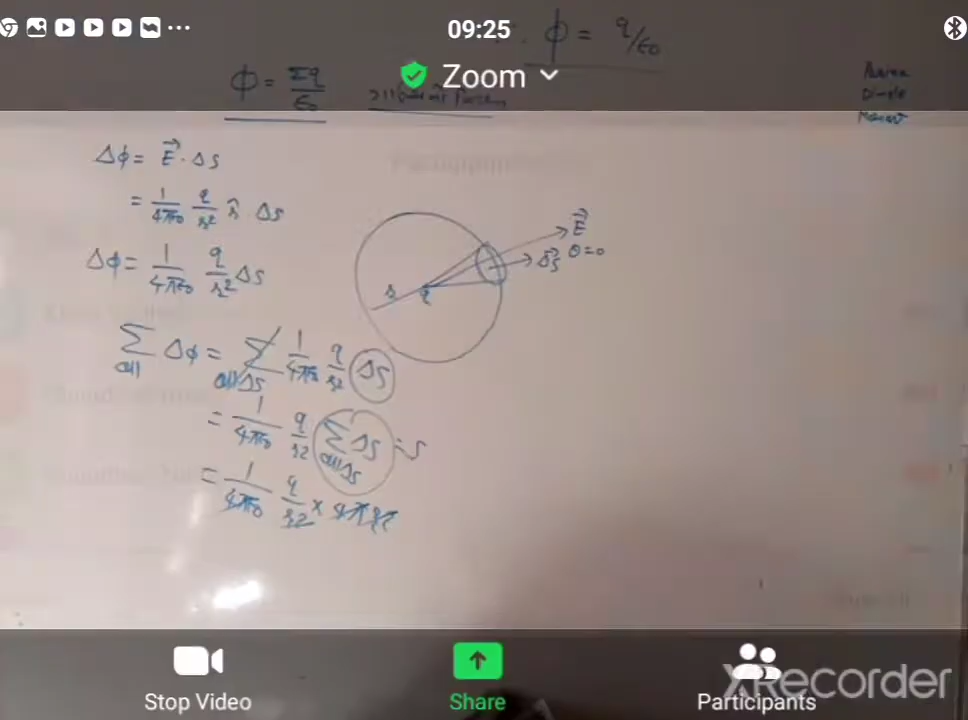 09:25
∴ ϕ = q/ε0
Zoom
ϕ = Σq/ε0
Δϕ = E⃗ · ΔS
= 1/4πε0 q/r² r̂ · ΔS
Δϕ = 1/4πε0 q/r² ΔS
E⃗
ΔS⃗ θ=0
r q
Σ all Δϕ = Σ all ΔS 1/4πε0 q/r² ΔS
= 1/4πε0 q/r² Σ all ΔS ΔS = S
= 1/4πε0 q/r² × 4πr²
Stop Video
Share
Participants
XRecorder